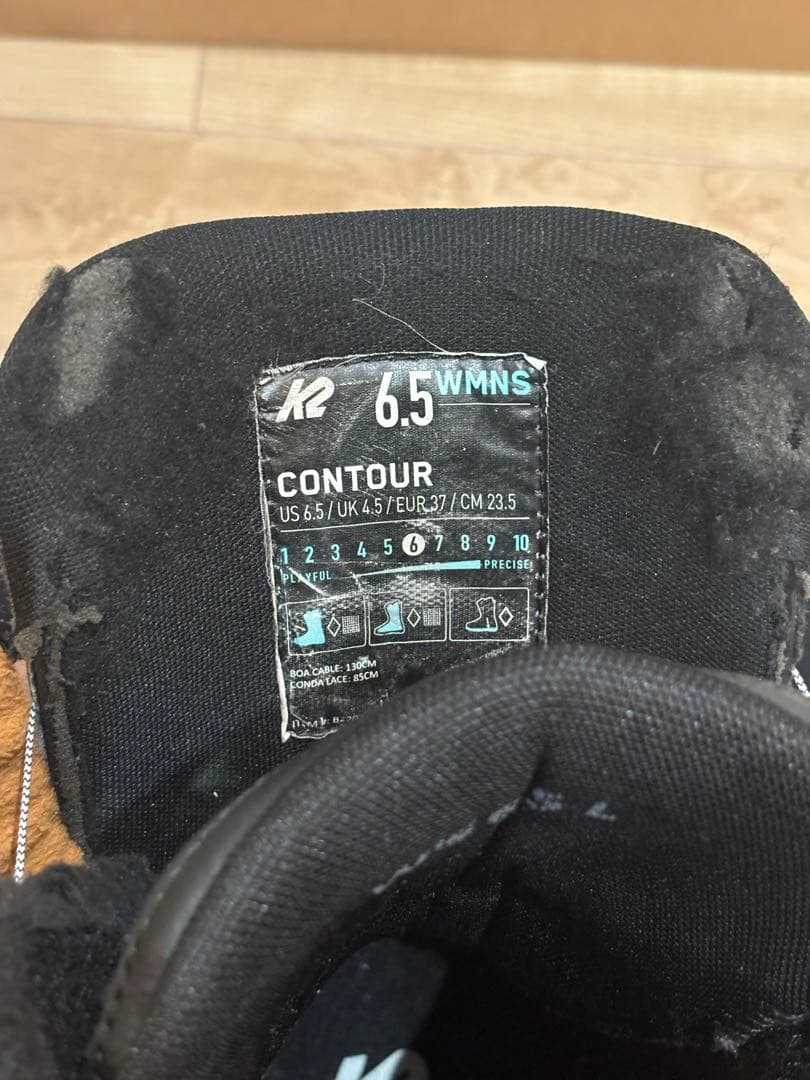 K2 6.5 WMNS
CONTOUR
US 6.5 / UK 4.5 / EUR 37 / CM 23.5
1 2 3 4 5 6 7 8 9 10
PLAYFUL PRECISE
BOA CABLE: 130CM
CONDA LACE: 85CM
K2